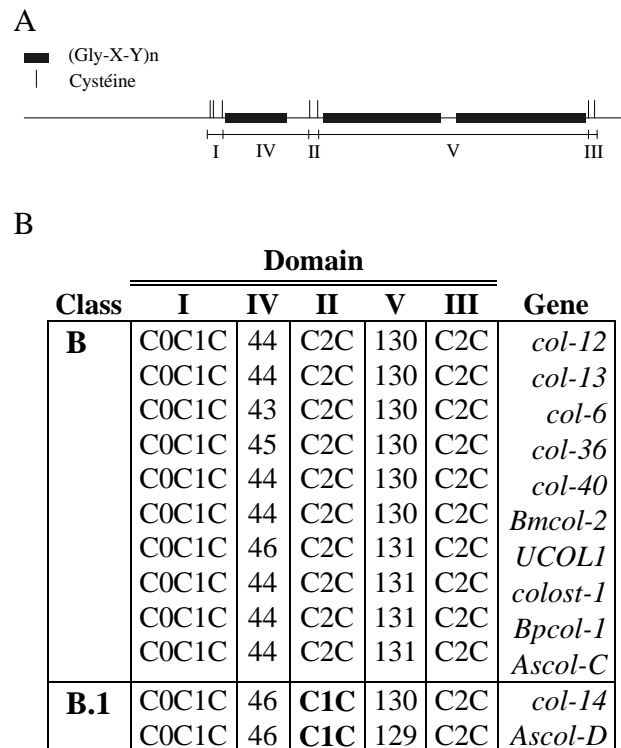 A
(Gly-X-Y)n
Cystéine
I IV II V III
B
Domain
Class I IV II V III Gene
B C0C1C 44 C2C 130 C2C col-12
C0C1C 44 C2C 130 C2C col-13
C0C1C 43 C2C 130 C2C col-6
C0C1C 45 C2C 130 C2C col-36
C0C1C 44 C2C 130 C2C col-40
C0C1C 44 C2C 130 C2C Bmcol-2
C0C1C 46 C2C 131 C2C UCOL1
C0C1C 44 C2C 131 C2C colost-1
C0C1C 44 C2C 131 C2C Bpcol-1
C0C1C 44 C2C 131 C2C Ascol-C
B.1 C0C1C 46 C1C 130 C2C col-14
C0C1C 46 C1C 129 C2C Ascol-D